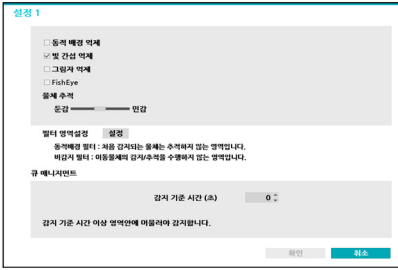 설정 1
동적 배경 억제
빛 간섭 억제
그림자 억제
FishEye
물체 추적
둔감 민감
필터 영역설정 설정
동적배경 필터 : 처음 감지되는 물체는 추적하지 않는 영역입니다.
비감지 필터 : 이동물체의 감지/추적을 수행하지 않는 영역입니다.
큐 매니지먼트
감지 기준 시간 (초) 0
감지 기준 시간 이상 영역안에 머물러야 감지합니다.
확인 취소